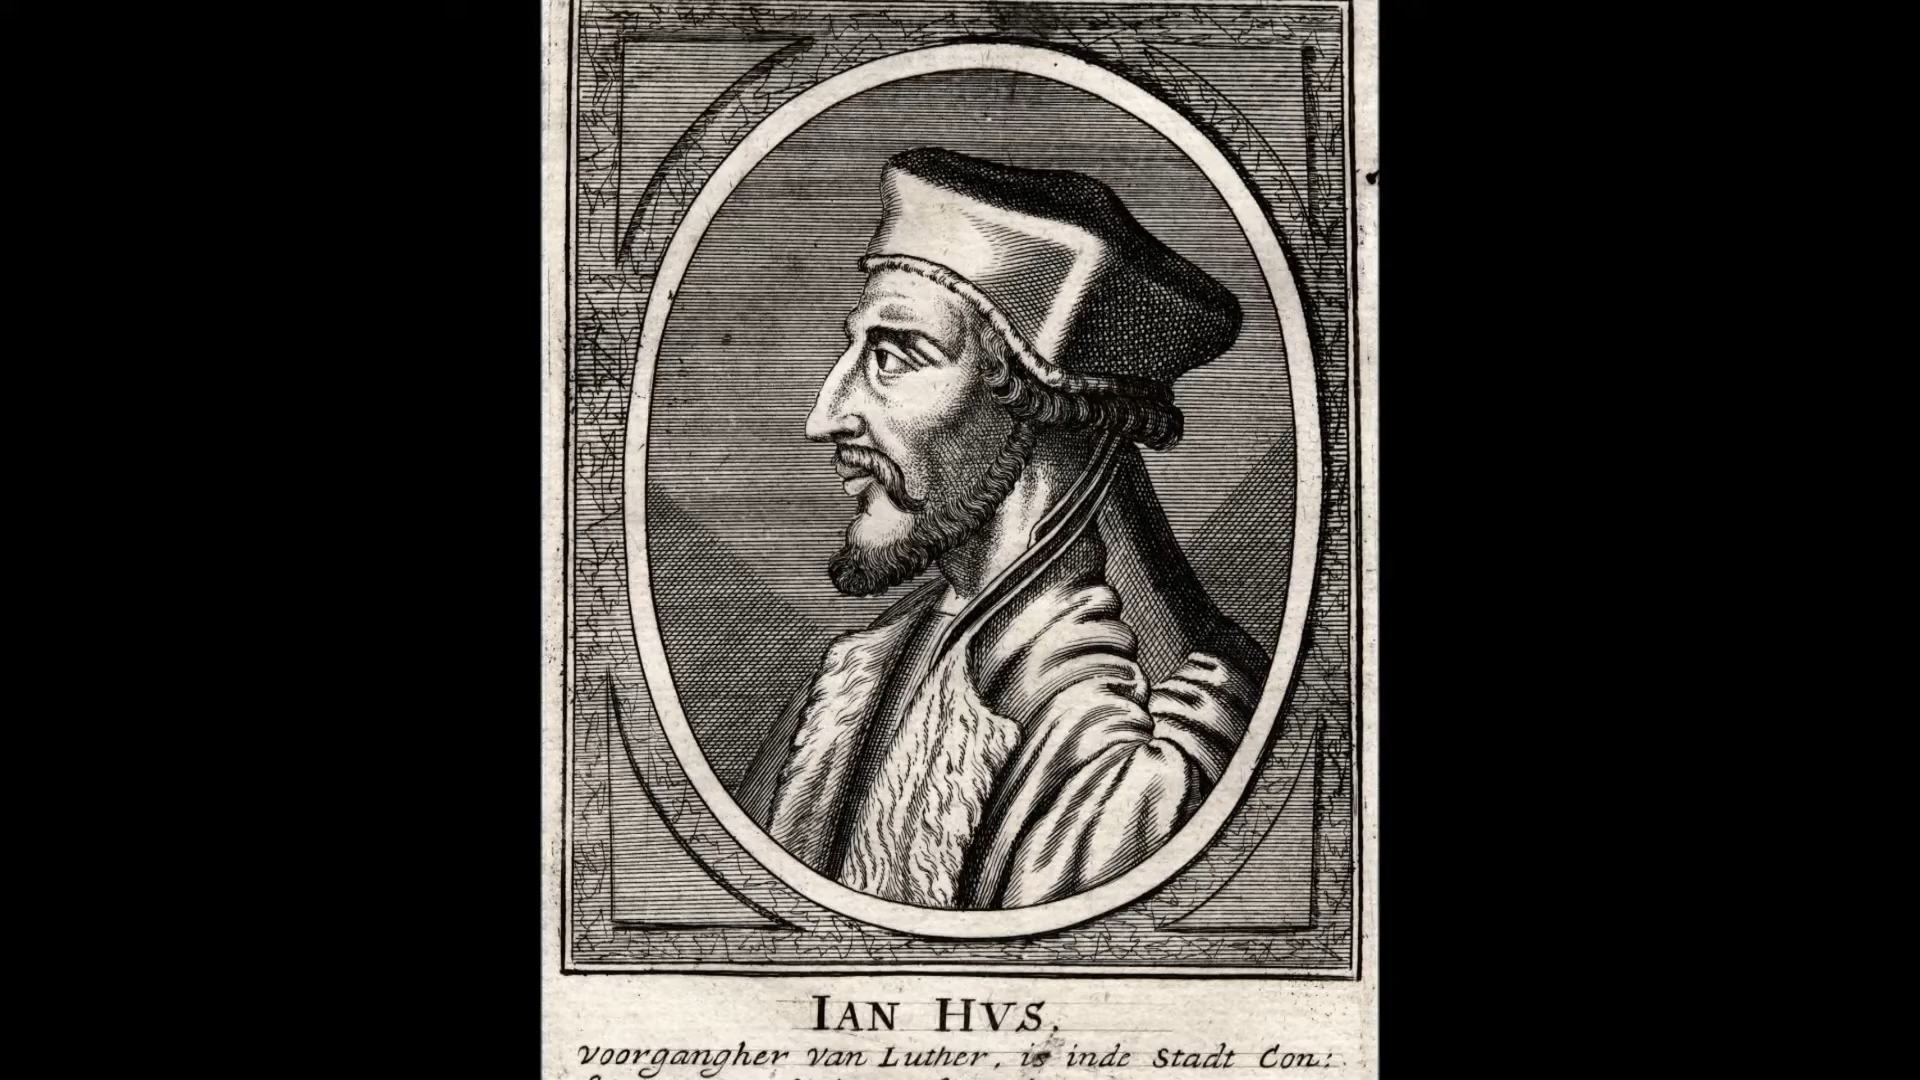 IAN HVS.
voorgangher van Luther, is inde Stadt Con: